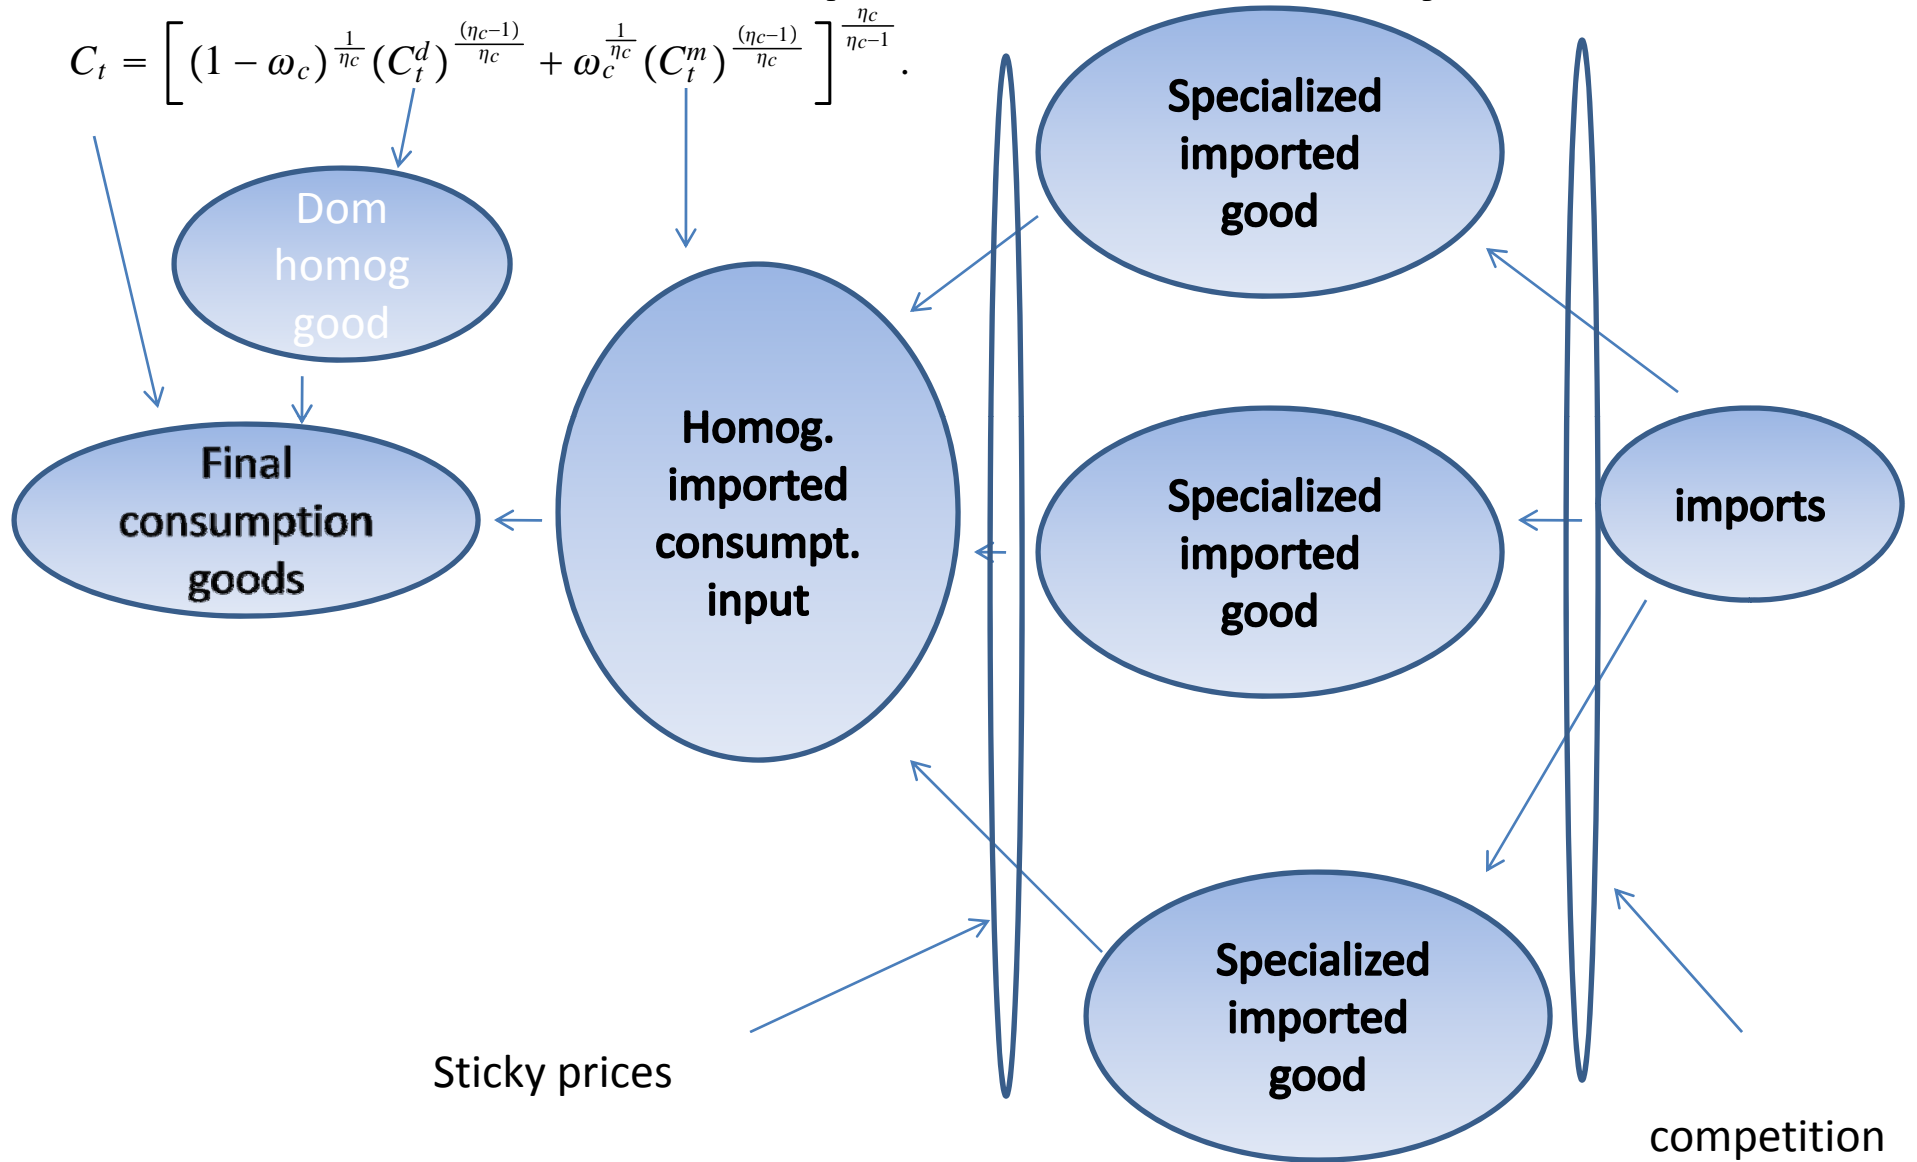 C_t = [ (1 − ω_c)^{1/η_c} (C_t^d)^{(η_c−1)/η_c} + ω_c^{1/η_c} (C_t^m)^{(η_c−1)/η_c} ]^{η_c/(η_c−1)} .
Dom
homog
good
Final
consumption
goods
Homog.
imported
consumpt.
input
Specialized
imported
good
Specialized
imported
good
Specialized
imported
good
imports
Sticky prices
competition